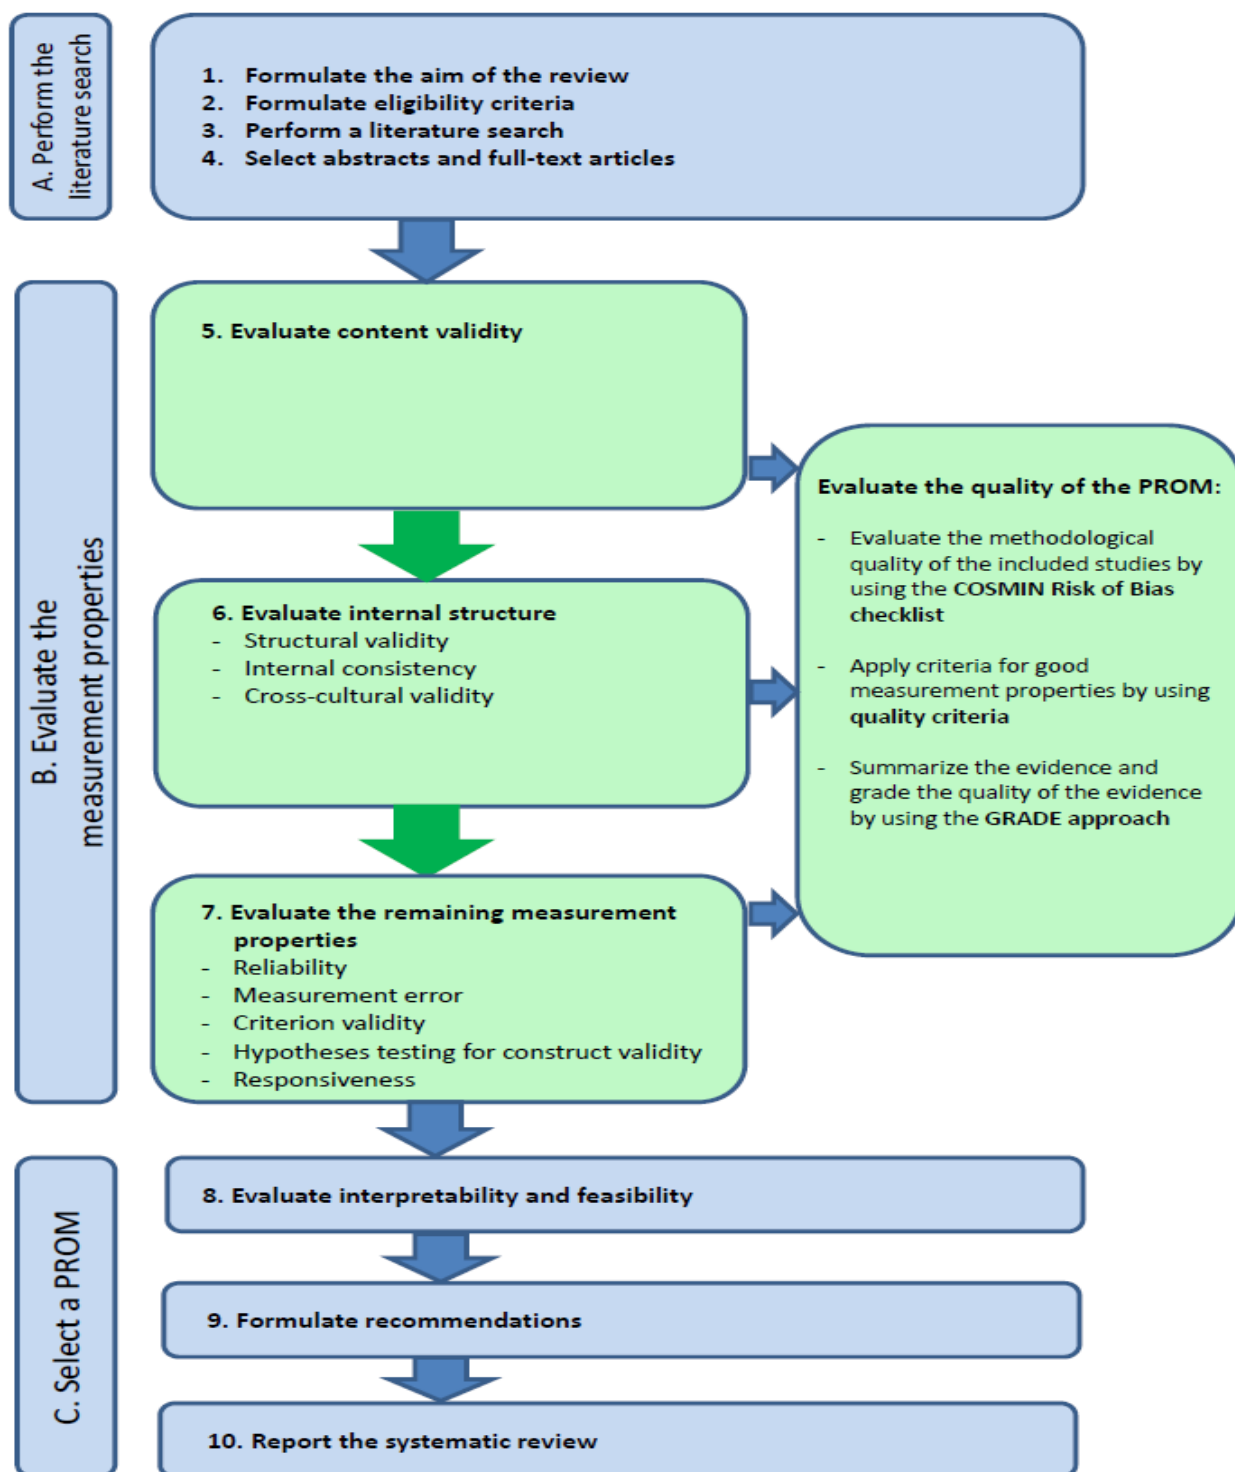 A. Perform the
literature search
1. Formulate the aim of the review
2. Formulate eligibility criteria
3. Perform a literature search
4. Select abstracts and full-text articles
B. Evaluate the
measurement properties
5. Evaluate content validity
6. Evaluate internal structure
- Structural validity
- Internal consistency
- Cross-cultural validity
7. Evaluate the remaining measurement
properties
- Reliability
- Measurement error
- Criterion validity
- Hypotheses testing for construct validity
- Responsiveness
Evaluate the quality of the PROM:
- Evaluate the methodological
quality of the included studies by
using the COSMIN Risk of Bias
checklist
- Apply criteria for good
measurement properties by using
quality criteria
- Summarize the evidence and
grade the quality of the evidence
by using the GRADE approach
C. Select a PROM
8. Evaluate interpretability and feasibility
9. Formulate recommendations
10. Report the systematic review